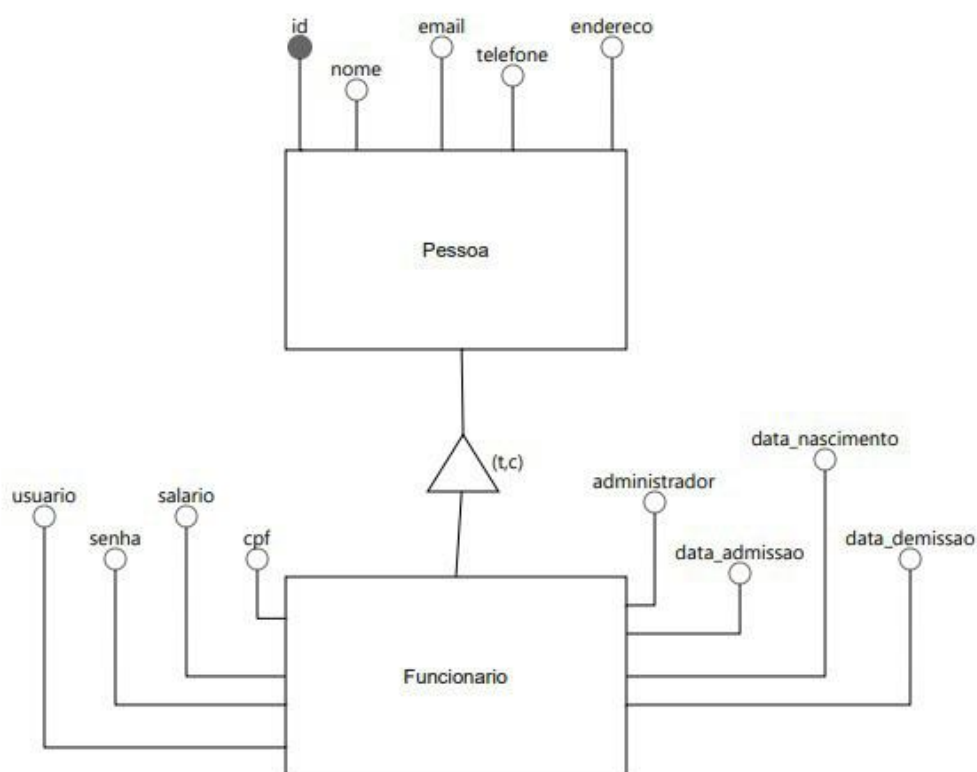 id
email
endereco
nome
telefone
Pessoa
(t,c)
data_nascimento
administrador
usuario
salario
senha
cpf
data_admissao
data_demissao
Funcionario